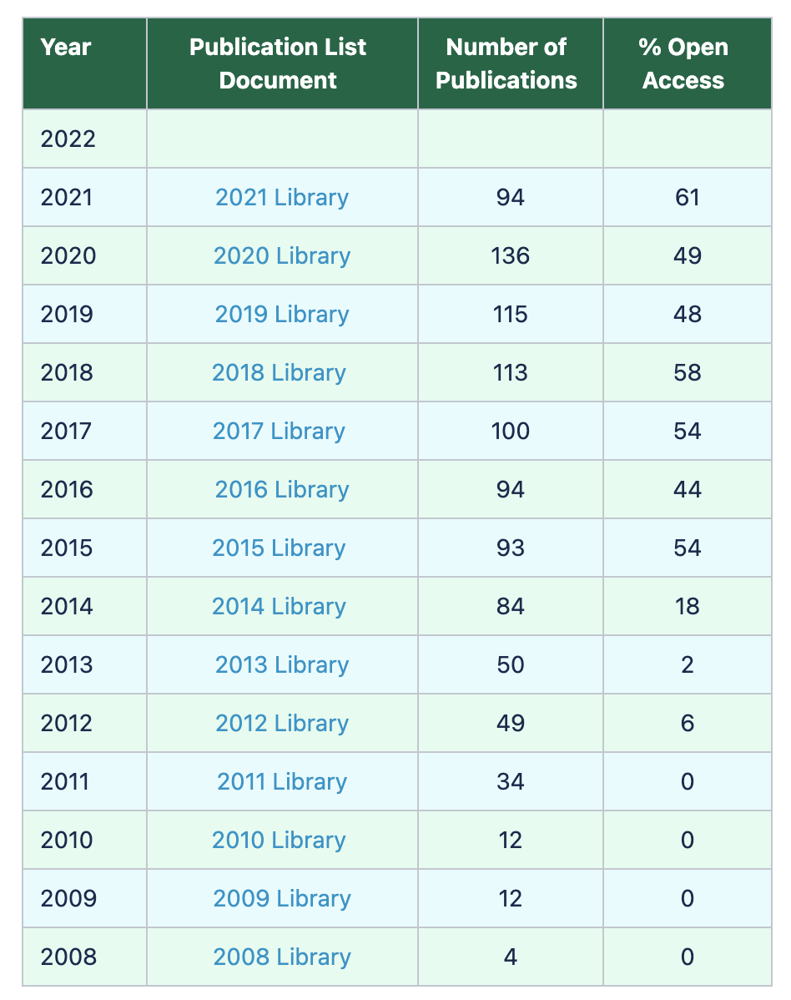 Year Publication List Number of % Open
Document Publications Access
2022
2021 2021 Library 94 61
2020 2020 Library 136 49
2019 2019 Library 115 48
2018 2018 Library 113 58
2017 2017 Library 100 54
2016 2016 Library 94 44
2015 2015 Library 93 54
2014 2014 Library 84 18
2013 2013 Library 50 2
2012 2012 Library 49 6
2011 2011 Library 34 0
2010 2010 Library 12 0
2009 2009 Library 12 0
2008 2008 Library 4 0